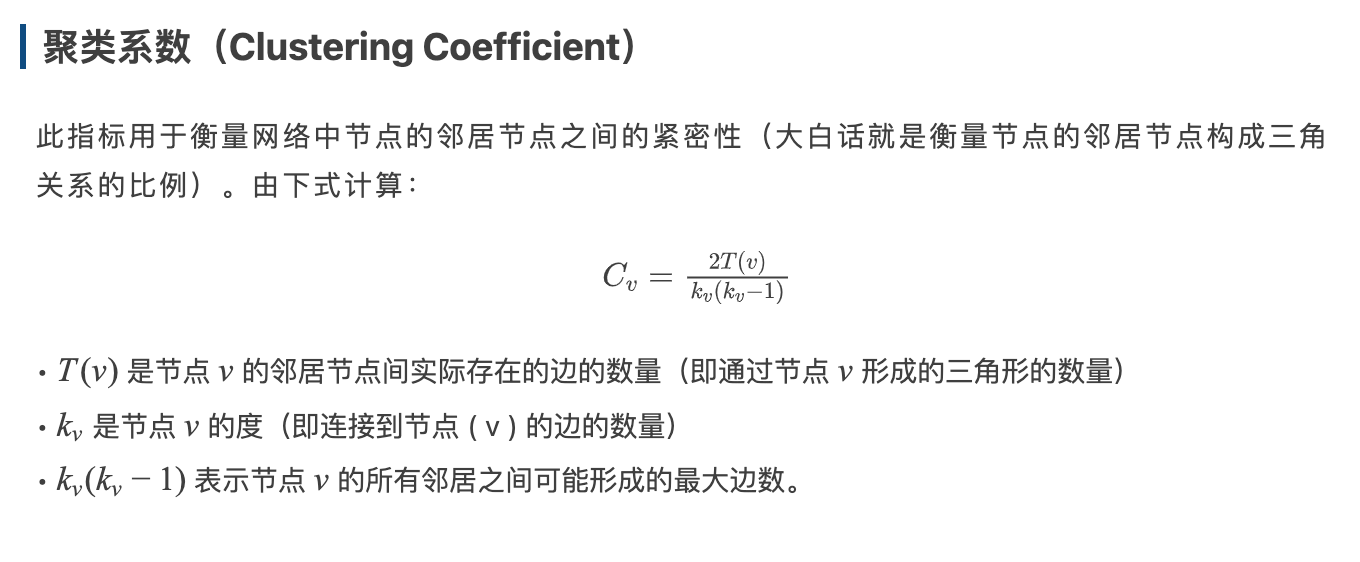 聚类系数（Clustering Coefficient）
此指标用于衡量网络中节点的邻居节点之间的紧密性（大白话就是衡量节点的邻居节点构成三角
关系的比例）。由下式计算：
C_v = \frac{2T(v)}{k_v(k_v-1)}
· T(v) 是节点 v 的邻居节点间实际存在的边的数量（即通过节点 v 形成的三角形的数量）
· k_v 是节点 v 的度（即连接到节点 ( v ) 的边的数量）
· k_v(k_v − 1) 表示节点 v 的所有邻居之间可能形成的最大边数。